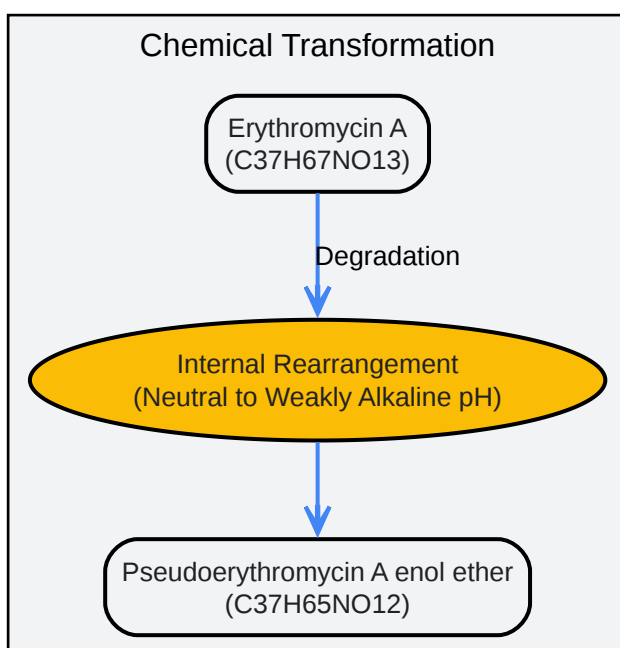 Chemical Transformation
Erythromycin A
(C37H67NO13)
Degradation
Internal Rearrangement
(Neutral to Weakly Alkaline pH)
Pseudoerythromycin A enol ether
(C37H65NO12)